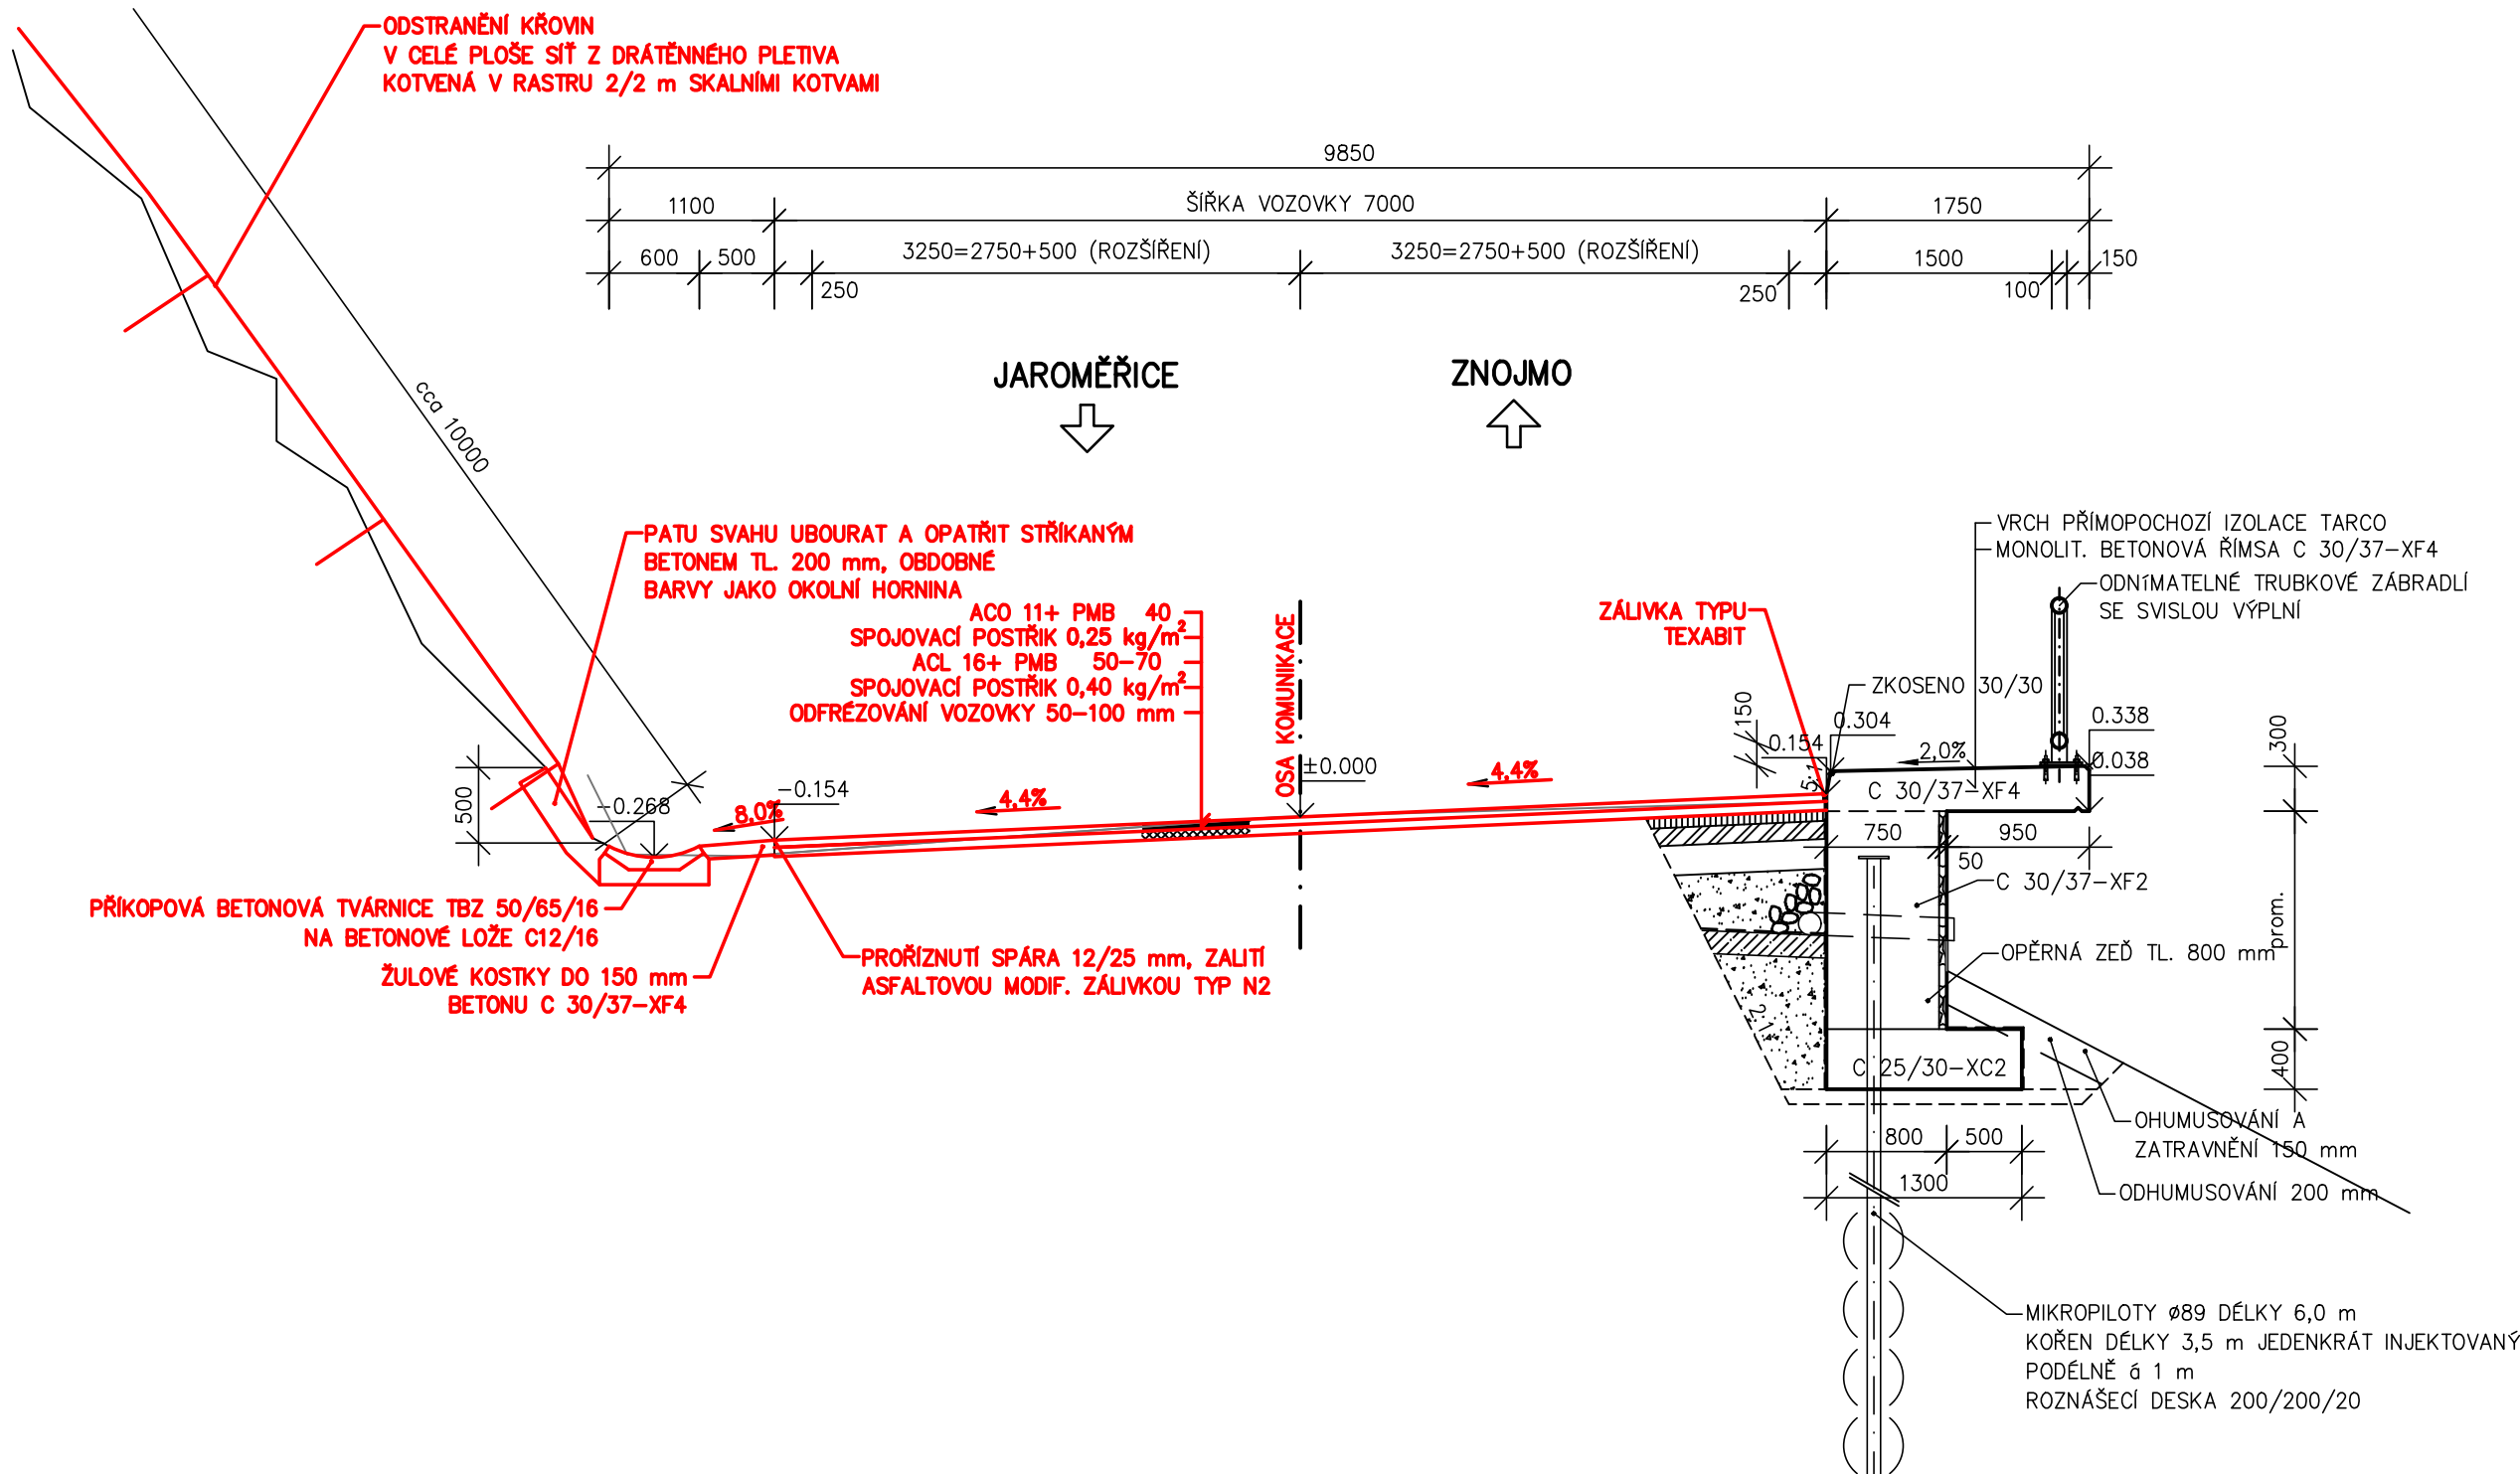 ODSTRANĚNÍ KŘOVIN
V CELÉ PLOŠE SÍŤ Z DRÁTĚNNÉHO PLETIVA
KOTVENÁ V RASTRU 2/2 m SKALNÍMI KOTVAMI
9850
1100
ŠÍŘKA VOZOVKY 7000
1750
600
500
3250=2750+500 (ROZŠÍŘENÍ)
3250=2750+500 (ROZŠÍŘENÍ)
1500
150
250
250
100
JAROMĚŘICE
ZNOJMO
cca 10000
PATU SVAHU UBOURAT A OPATŘIT STŘÍKANÝM
BETONEM TL. 200 mm, OBDOBNÉ
BARVY JAKO OKOLNÍ HORNINA
ACO 11+ PMB 40
SPOJOVACÍ POSTŘIK 0,25 kg/m²
ACL 16+ PMB 50-70
SPOJOVACÍ POSTŘIK 0,40 kg/m²
ODFRÉZOVÁNÍ VOZOVKY 50-100 mm
OSA KOMUNIKACE
ZÁLIVKA TYPU
TEXABIT
VRCH PŘÍMOPOCHOZÍ IZOLACE TARCO
MONOLIT. BETONOVÁ ŘÍMSA C 30/37-XF4
ODNíMATELNÉ TRUBKOVÉ ZÁBRADLÍ
SE SVISLOU VÝPLNÍ
ZKOSENO 30/30
150
0.304
0.154
0.338
0.038
300
2,0%
5:1
C 30/37-XF4
±0.000
4.4%
4.4%
8.0%
-0.154
-0.268
500
750
950
50
C 30/37-XF2
prom.
OPĚRNÁ ZEĎ TL. 800 mm
PŘÍKOPOVÁ BETONOVÁ TVÁRNICE TBZ 50/65/16
NA BETONOVÉ LOŽE C12/16
ŽULOVÉ KOSTKY DO 150 mm
BETONU C 30/37-XF4
PROŘÍZNUTÍ SPÁRA 12/25 mm, ZALITÍ
ASFALTOVOU MODIF. ZÁLIVKOU TYP N2
2:1
C 25/30-XC2
400
OHUMUSOVÁNÍ A
ZATRAVNĚNÍ 150 mm
ODHUMUSOVÁNÍ 200 mm
800
500
1300
MIKROPILOTY ø89 DÉLKY 6,0 m
KOŘEN DÉLKY 3,5 m JEDENKRÁT INJEKTOVANÝ
PODÉLNĚ á 1 m
ROZNÁŠECÍ DESKA 200/200/20